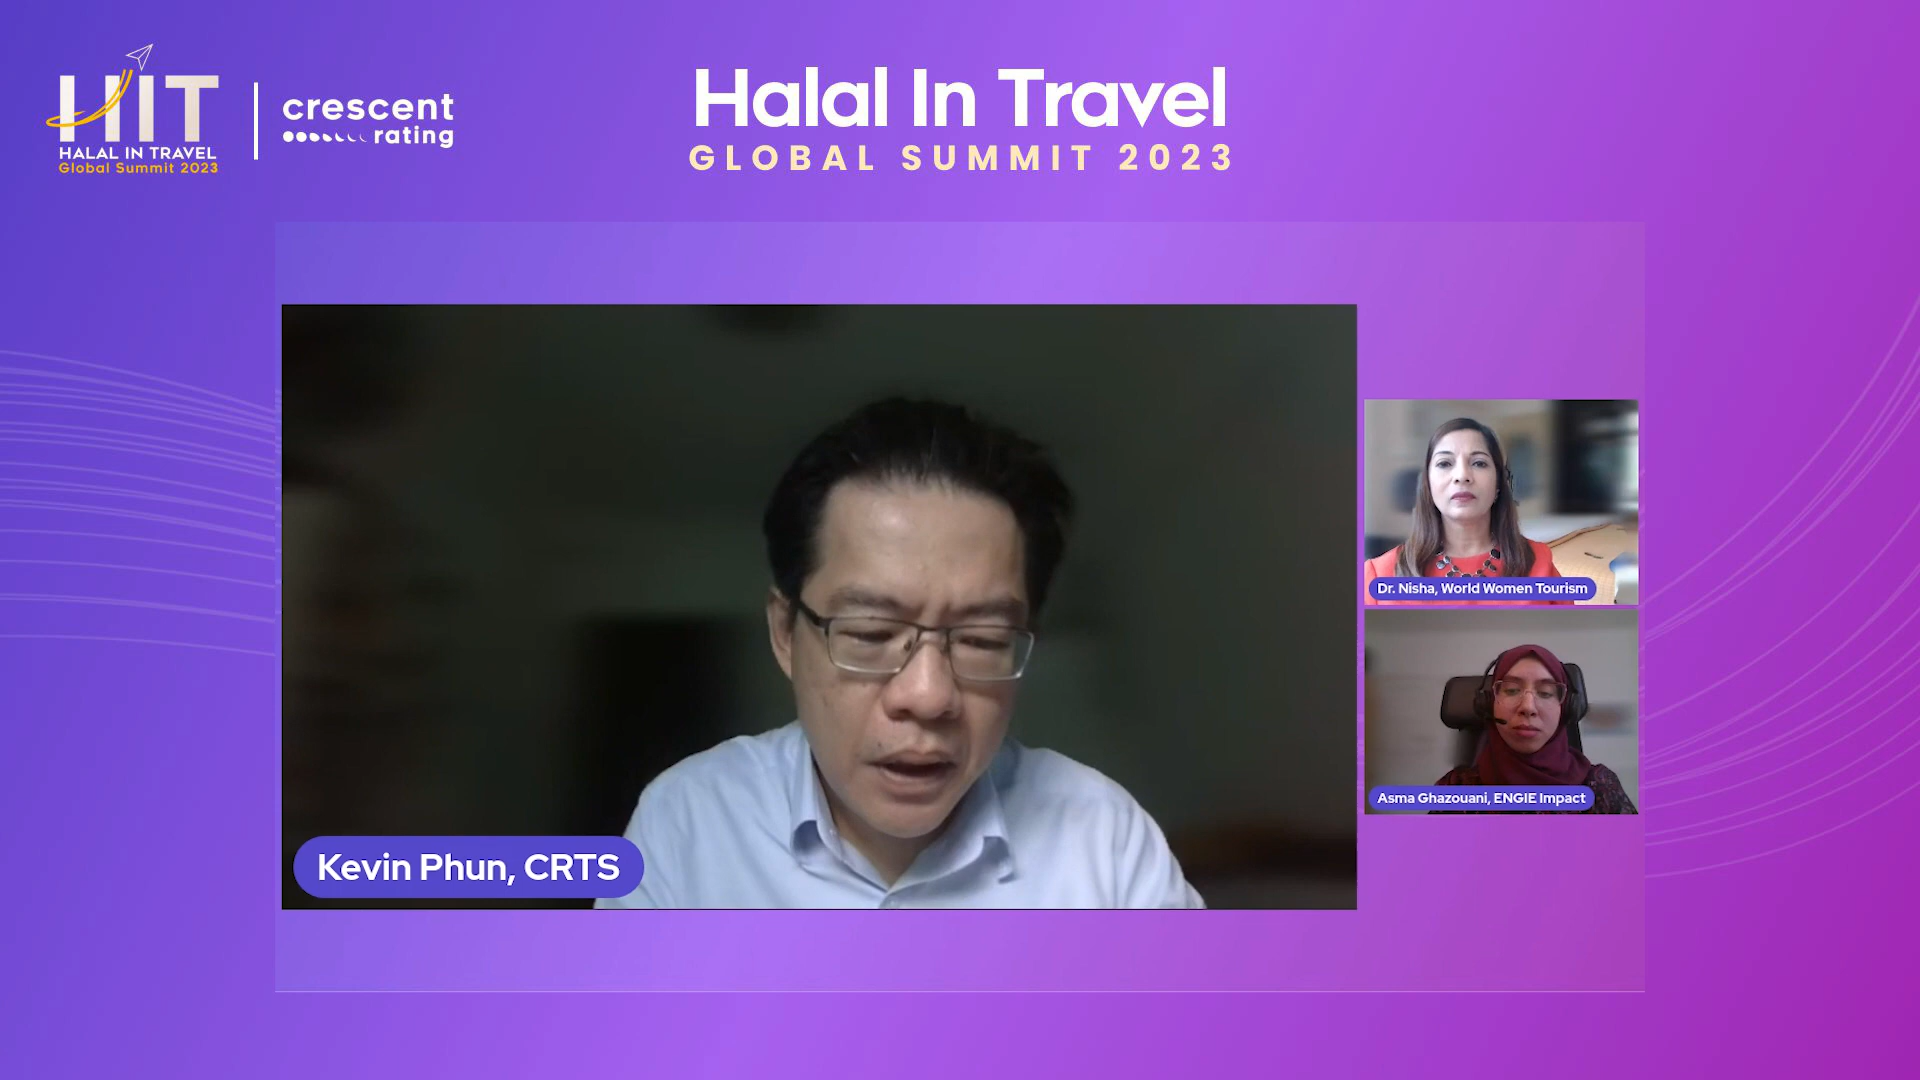 HIT
HALAL IN TRAVEL
Global Summit 2023
crescent
rating
Halal In Travel
GLOBAL SUMMIT 2023
Kevin Phun, CRTS
Dr. Nisha, World Women Tourism
Asma Ghazouani, ENGIE Impact